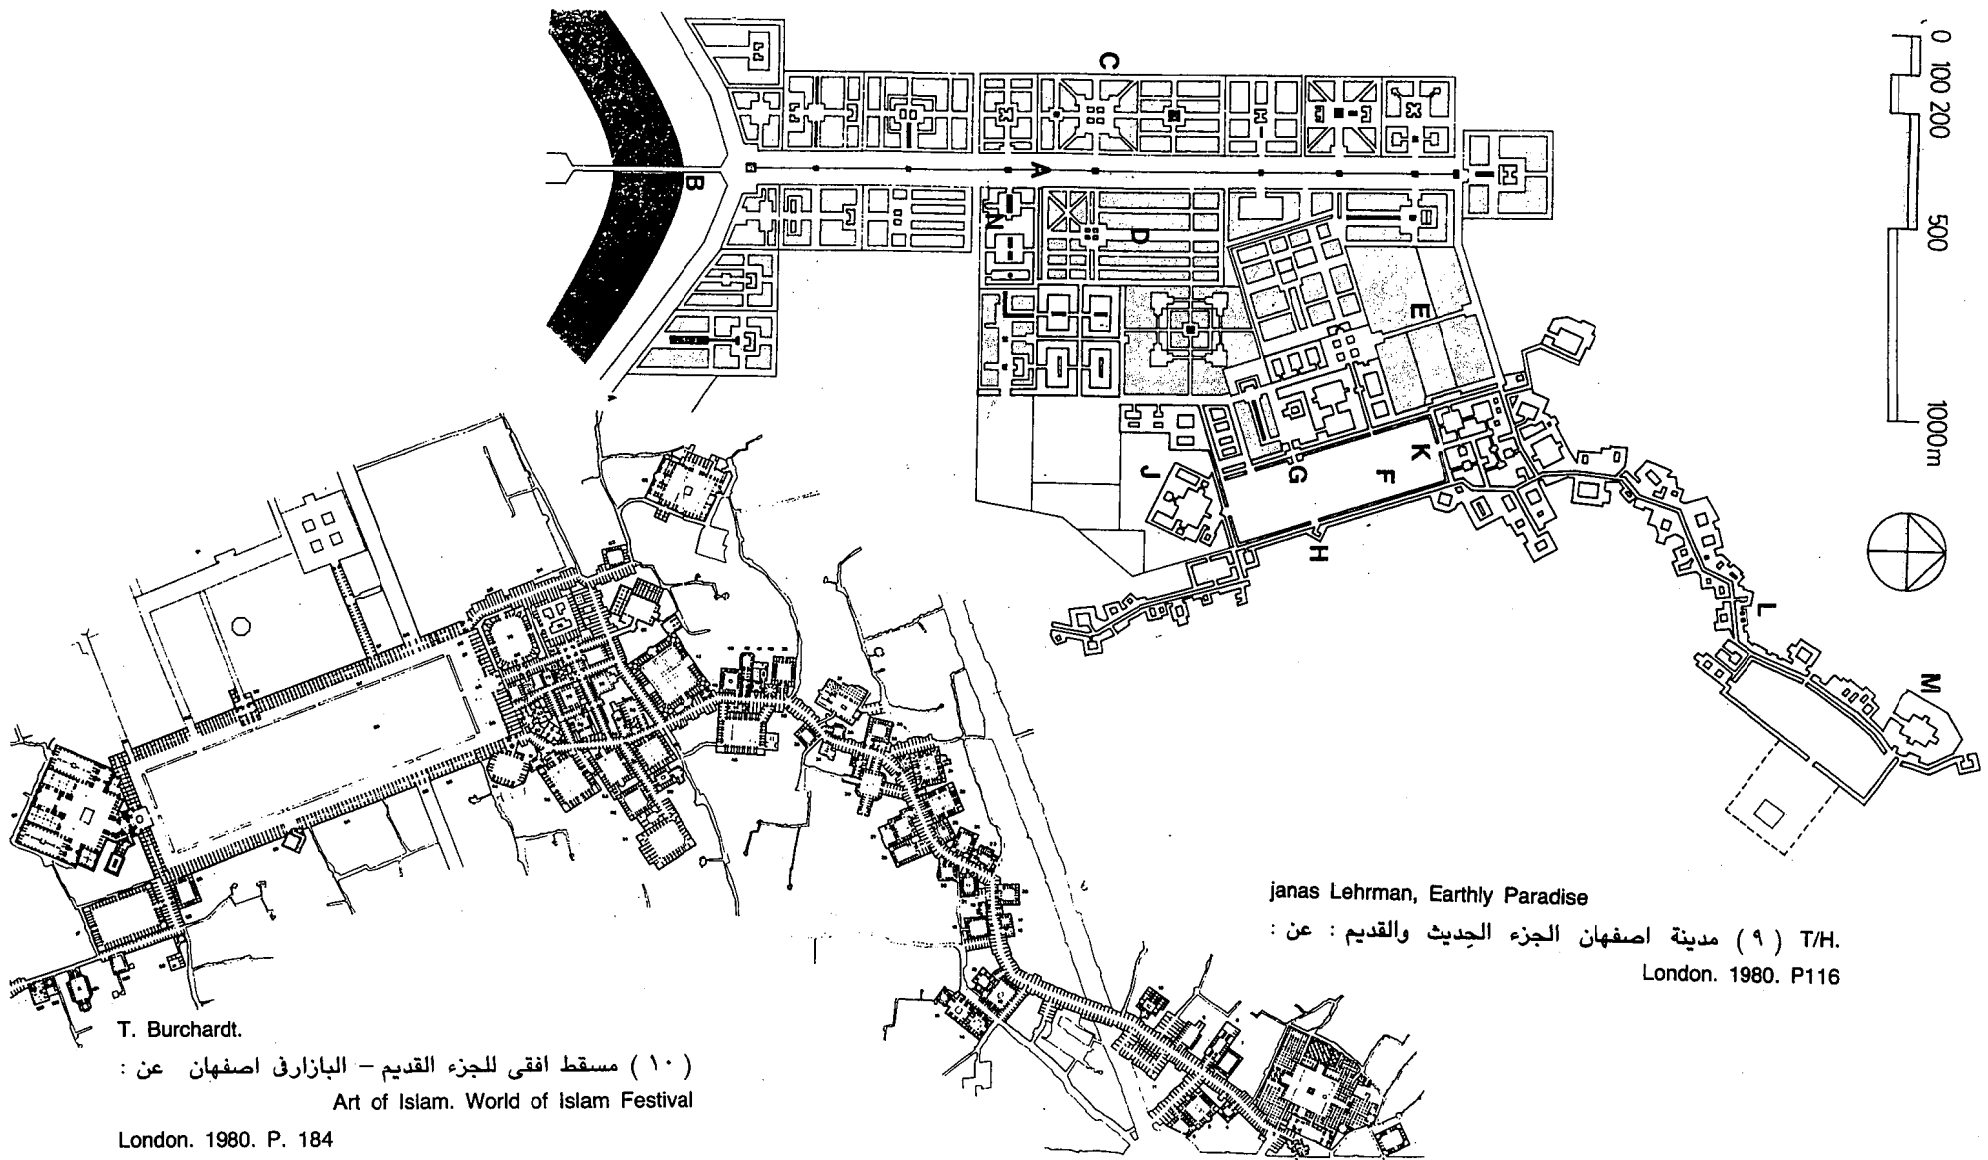 0 100 200 500 1000m
A
B
C
D
E
F
G
H
J
K
L
M
N
janas Lehrman, Earthly Paradise
T/H. ( ٩ ) مدينة اصفهان الجزء الحديث والقديم : عن :
London. 1980. P116
T. Burchardt.
( ١٠ ) مسقط افقى للجزء القديم – البازارفى اصفهان عن :
Art of Islam. World of Islam Festival
London. 1980. P. 184